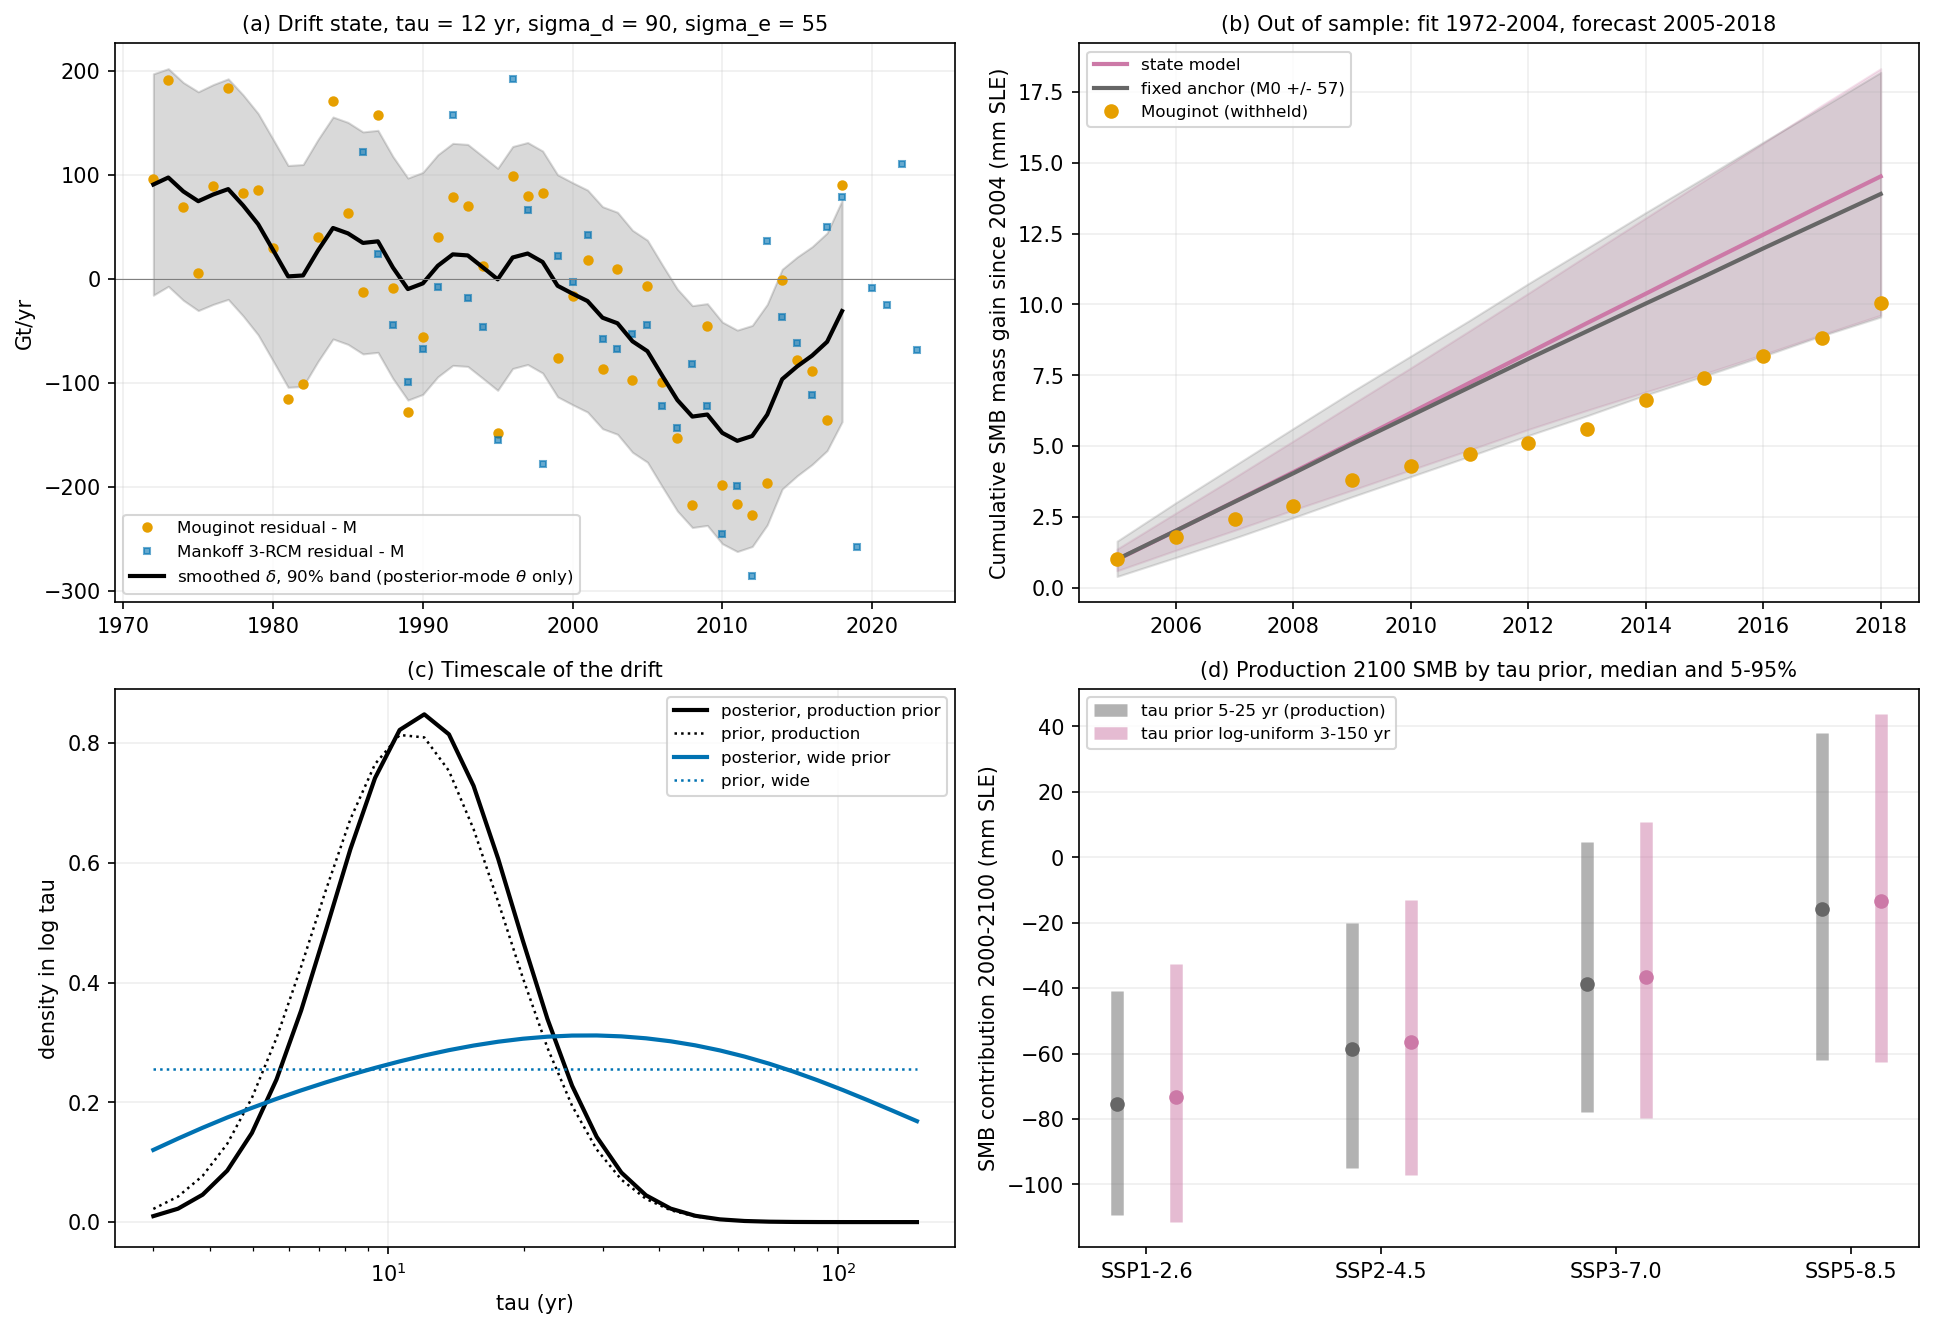 (a) Drift state, tau = 12 yr, sigma_d = 90, sigma_e = 55
Gt/yr
200
100
0
−100
−200
−300
Mouginot residual - M
Mankoff 3-RCM residual - M
smoothed δ, 90% band (posterior-mode θ only)
1970
1980
1990
2000
2010
2020
(b) Out of sample: fit 1972-2004, forecast 2005-2018
Cumulative SMB mass gain since 2004 (mm SLE)
17.5
15.0
12.5
10.0
7.5
5.0
2.5
0.0
state model
fixed anchor (M0 +/- 57)
Mouginot (withheld)
2006
2008
2010
2012
2014
2016
2018
(c) Timescale of the drift
density in log tau
0.8
0.6
0.4
0.2
0.0
posterior, production prior
prior, production
posterior, wide prior
prior, wide
10¹
10²
tau (yr)
(d) Production 2100 SMB by tau prior, median and 5-95%
SMB contribution 2000-2100 (mm SLE)
40
20
0
−20
−40
−60
−80
−100
tau prior 5-25 yr (production)
tau prior log-uniform 3-150 yr
SSP1-2.6
SSP2-4.5
SSP3-7.0
SSP5-8.5